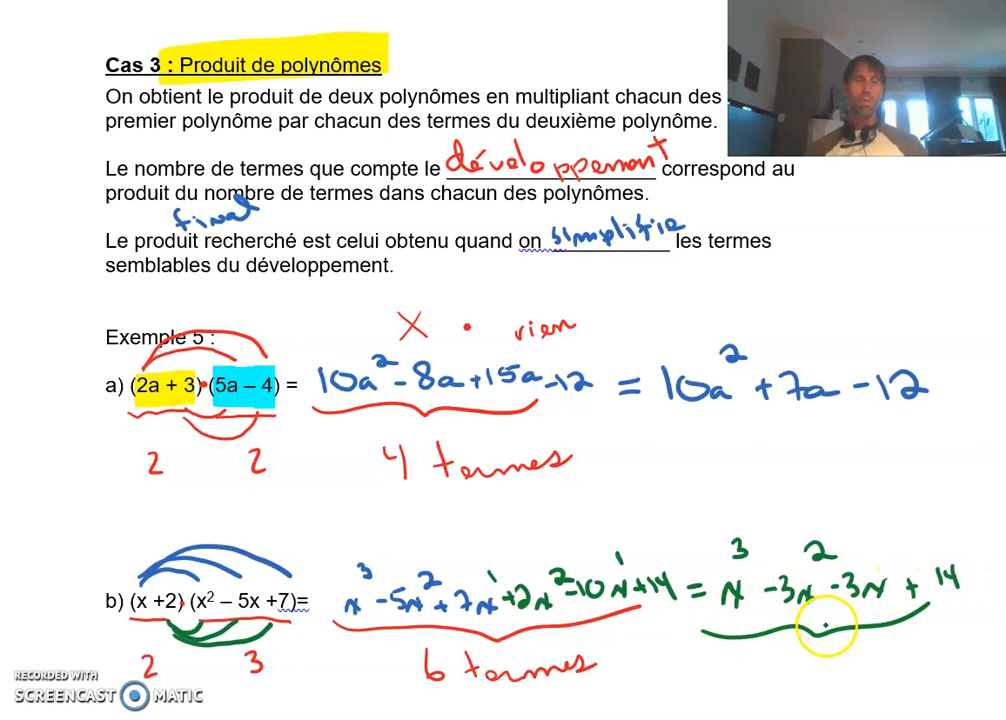 Cas 3 : Produit de polynômes
On obtient le produit de deux polynômes en multipliant chacun des
premier polynôme par chacun des termes du deuxième polynôme.
Le nombre de termes que compte le développement correspond au
produit du nombre de termes dans chacun des polynômes.
final
Le produit recherché est celui obtenu quand on simplifie les termes
semblables du développement.
Exemple 5 :
X • rien
a) (2a + 3)•(5a – 4) = 10a² - 8a + 15a - 12 = 10a² + 7a - 12
2 2 4 termes
b) (x +2)·(x² – 5x +7)= x³ - 5x² + 7x¹ + 2x² - 10x¹ + 14 = x³ - 3x² - 3x + 14
2 3 6 termes
RECORDED WITH
SCREENCAST MATIC